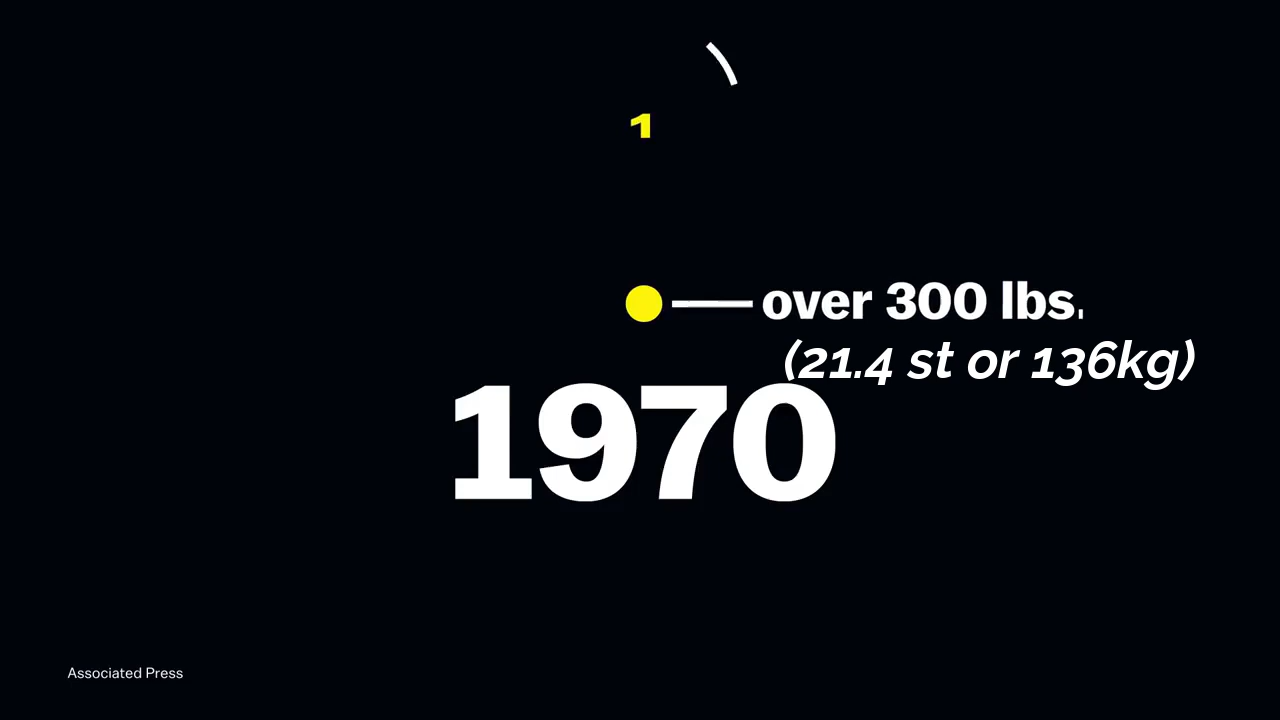 1
over 300 lbs.
(21.4 st or 136kg)
1970
Associated Press